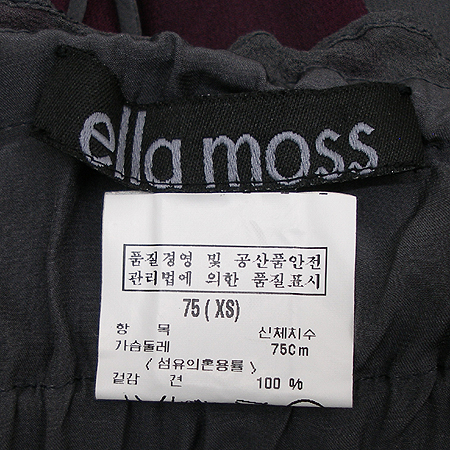 ella moss
품질경영 및 공산품안전
관리법에 의한 품질표시
75 ( XS)
항 목 신체치수
가슴둘레 75Cm
〈 섬유의혼용률 〉
겉감 견 100 %